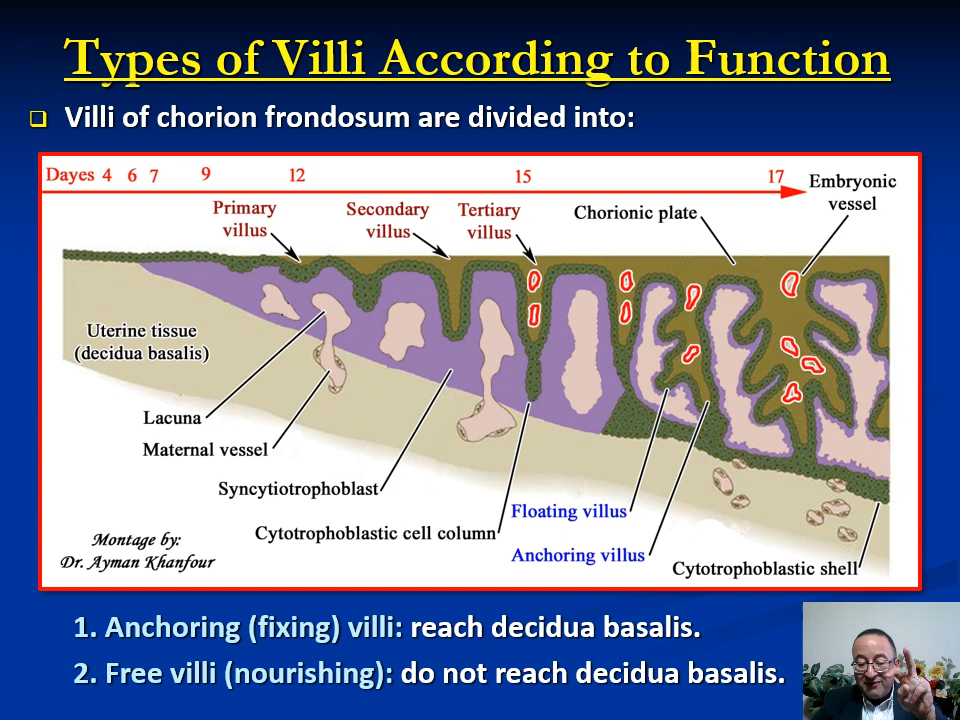 Types of Villi According to Function
Villi of chorion frondosum are divided into:
Dayes 4 6 7 9 12 15 17
Embryonic
vessel
Primary
villus
Secondary
villus
Tertiary
villus
Chorionic plate
Uterine tissue
(decidua basalis)
Lacuna
Maternal vessel
Syncytiotrophoblast
Cytotrophoblastic cell column
Floating villus
Anchoring villus
Cytotrophoblastic shell
Montage by:
Dr. Ayman Khanfour
1. Anchoring (fixing) villi: reach decidua basalis.
2. Free villi (nourishing): do not reach decidua basalis.